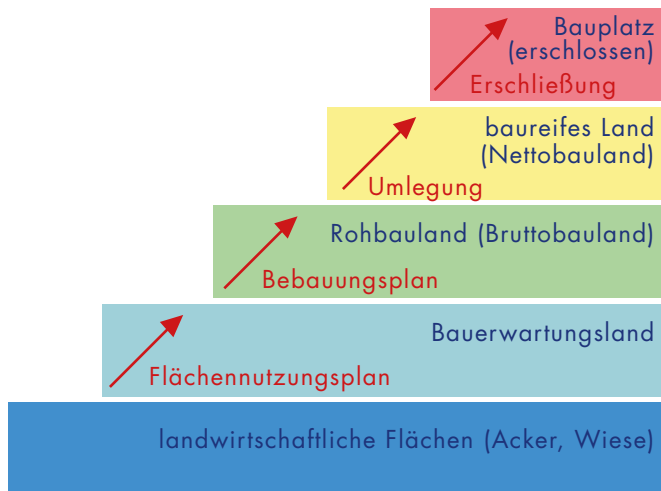 Bauplatz
(erschlossen)
Erschließung
baureifes Land
(Nettobauland)
Umlegung
Rohbauland (Bruttobauland)
Bebauungsplan
Bauerwartungsland
Flächennutzungsplan
landwirtschaftliche Flächen (Acker, Wiese)